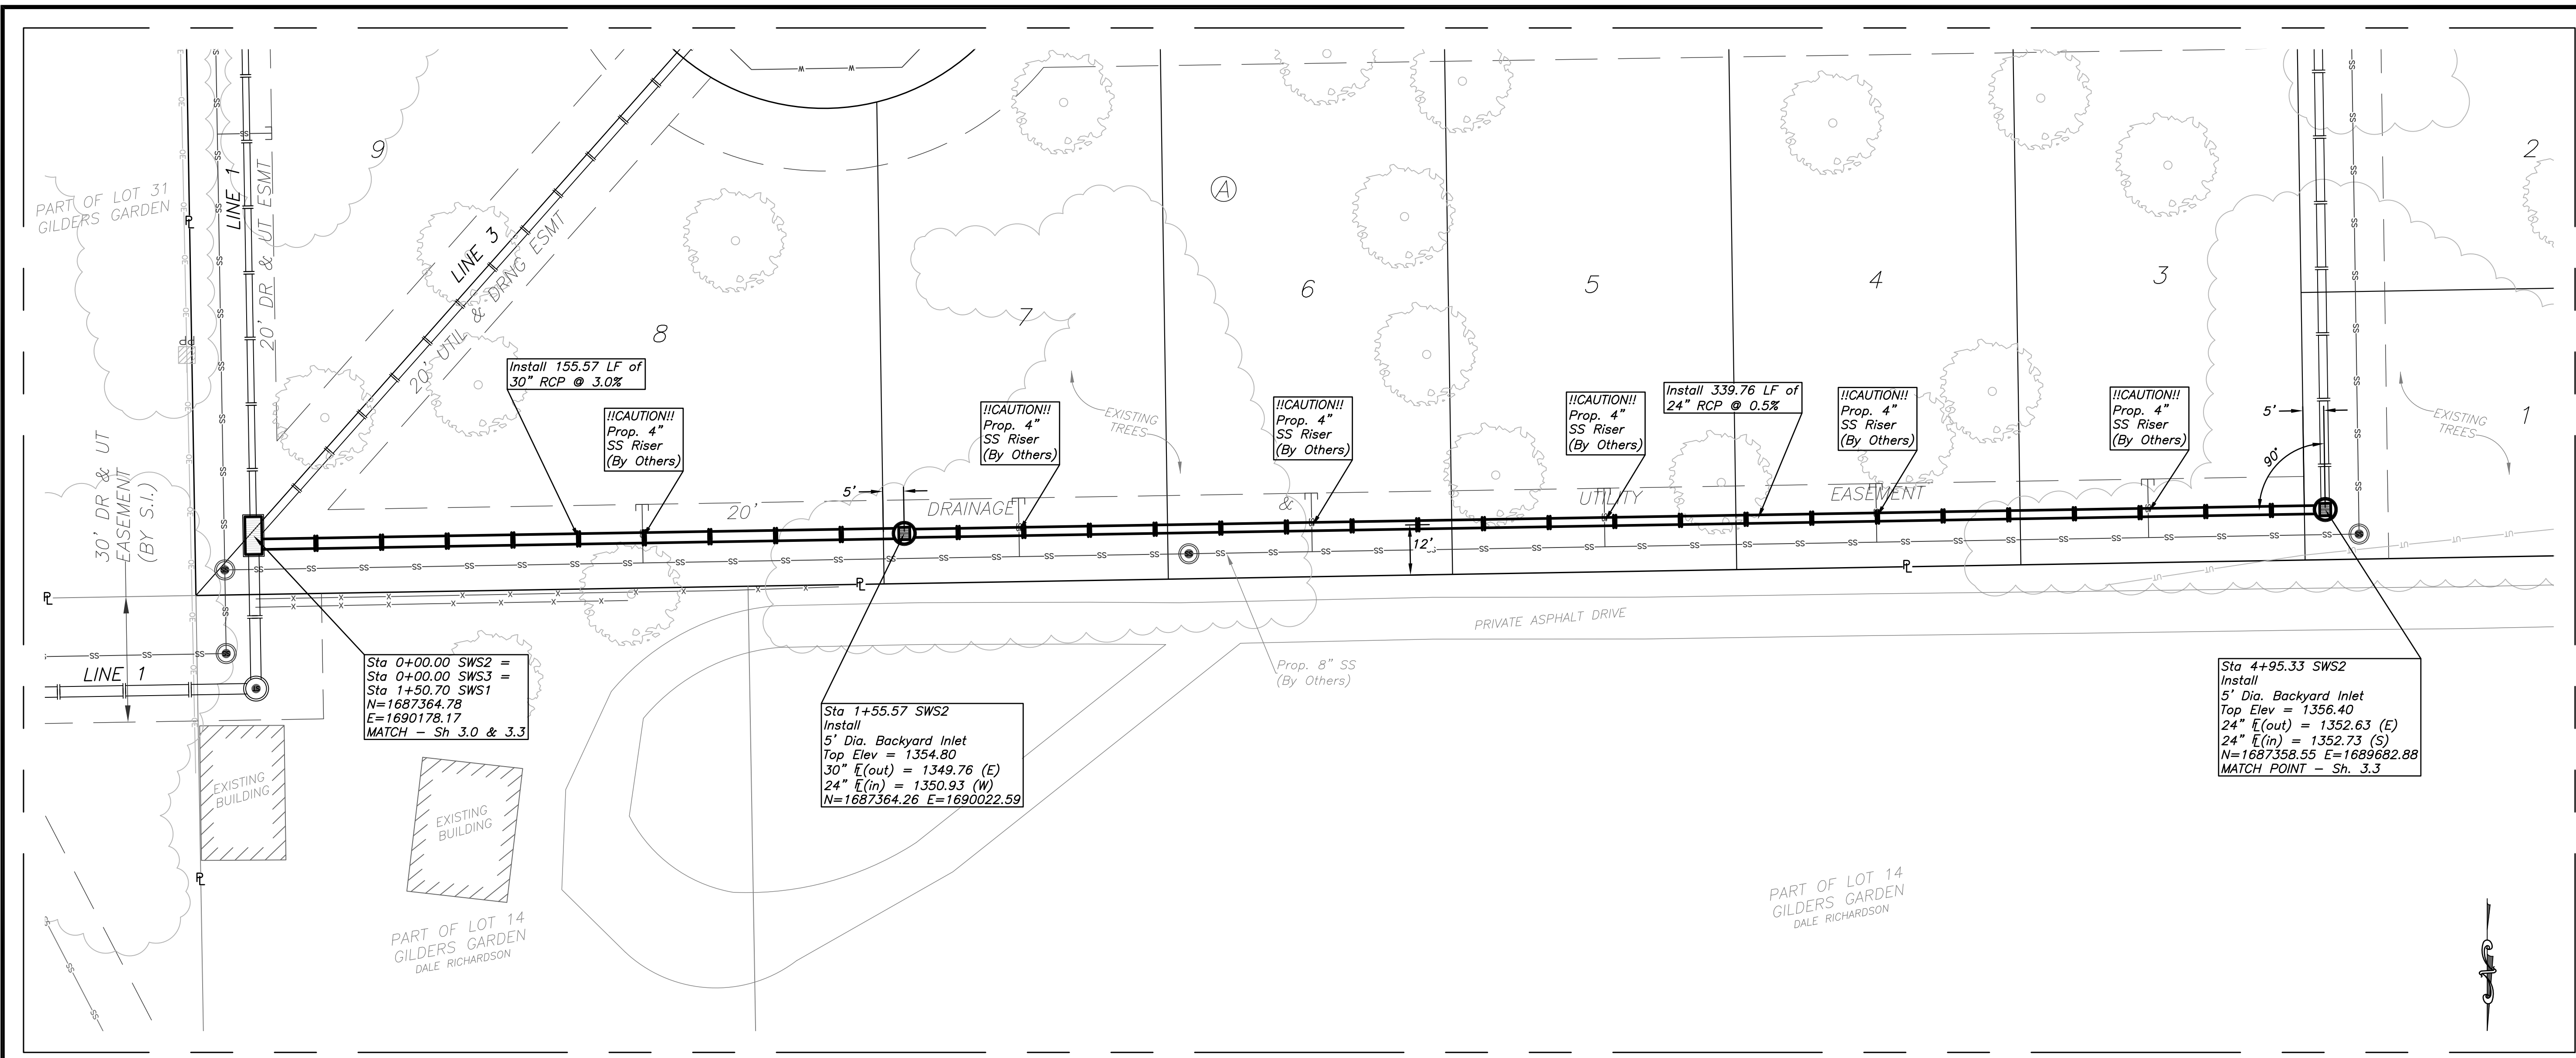 PART OF LOT 31
GILDERS GARDEN
9
LINE 1
20' DR & UT ESMT
LINE 3
20' UTIL & DRNG ESMT
8
7
A
6
5
4
3
2
1
Install 155.57 LF of
30" RCP @ 3.0%
!!CAUTION!!
Prop. 4"
SS Riser
(By Others)
!!CAUTION!!
Prop. 4"
SS Riser
(By Others)
EXISTING
TREES
!!CAUTION!!
Prop. 4"
SS Riser
(By Others)
!!CAUTION!!
Prop. 4"
SS Riser
(By Others)
Install 339.76 LF of
24" RCP @ 0.5%
!!CAUTION!!
Prop. 4"
SS Riser
(By Others)
!!CAUTION!!
Prop. 4"
SS Riser
(By Others)
5'
90°
EXISTING
TREES
30' DR & UT
EASEMENT
(BY S.I.)
PP
20'
5'
DRAINAGE
&
UTILITY
EASEMENT
12'
PRIVATE ASPHALT DRIVE
LINE 1
Prop. 8" SS
(By Others)
Sta 0+00.00 SWS2 =
Sta 0+00.00 SWS3 =
Sta 1+50.70 SWS1
N=1687364.78
E=1690178.17
MATCH - Sh 3.0 & 3.3
Sta 1+55.57 SWS2
Install
5' Dia. Backyard Inlet
Top Elev = 1354.80
30" FL(out) = 1349.76 (E)
24" FL(in) = 1350.93 (W)
N=1687364.26 E=1690022.59
Sta 4+95.33 SWS2
Install
5' Dia. Backyard Inlet
Top Elev = 1356.40
24" FL(out) = 1352.63 (E)
24" FL(in) = 1352.73 (S)
N=1687358.55 E=1689682.88
MATCH POINT - Sh. 3.3
EXISTING
BUILDING
EXISTING
BUILDING
PART OF LOT 14
GILDERS GARDEN
DALE RICHARDSON
PART OF LOT 14
GILDERS GARDEN
DALE RICHARDSON